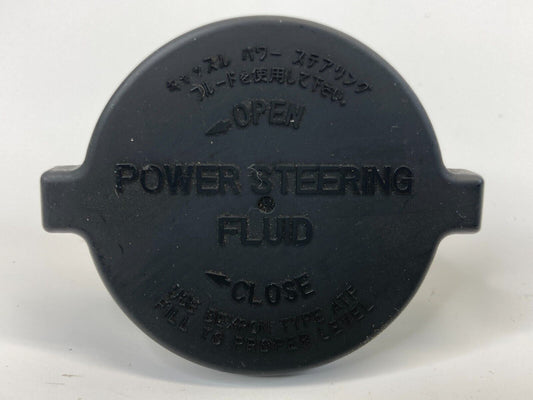 キャッスル パワー ステアリング
フルードを使用して下さい.
OPEN
POWER STEERING
FLUID
CLOSE
USE DEXRON TYPE ATF
FILL TO PROPER LEVEL